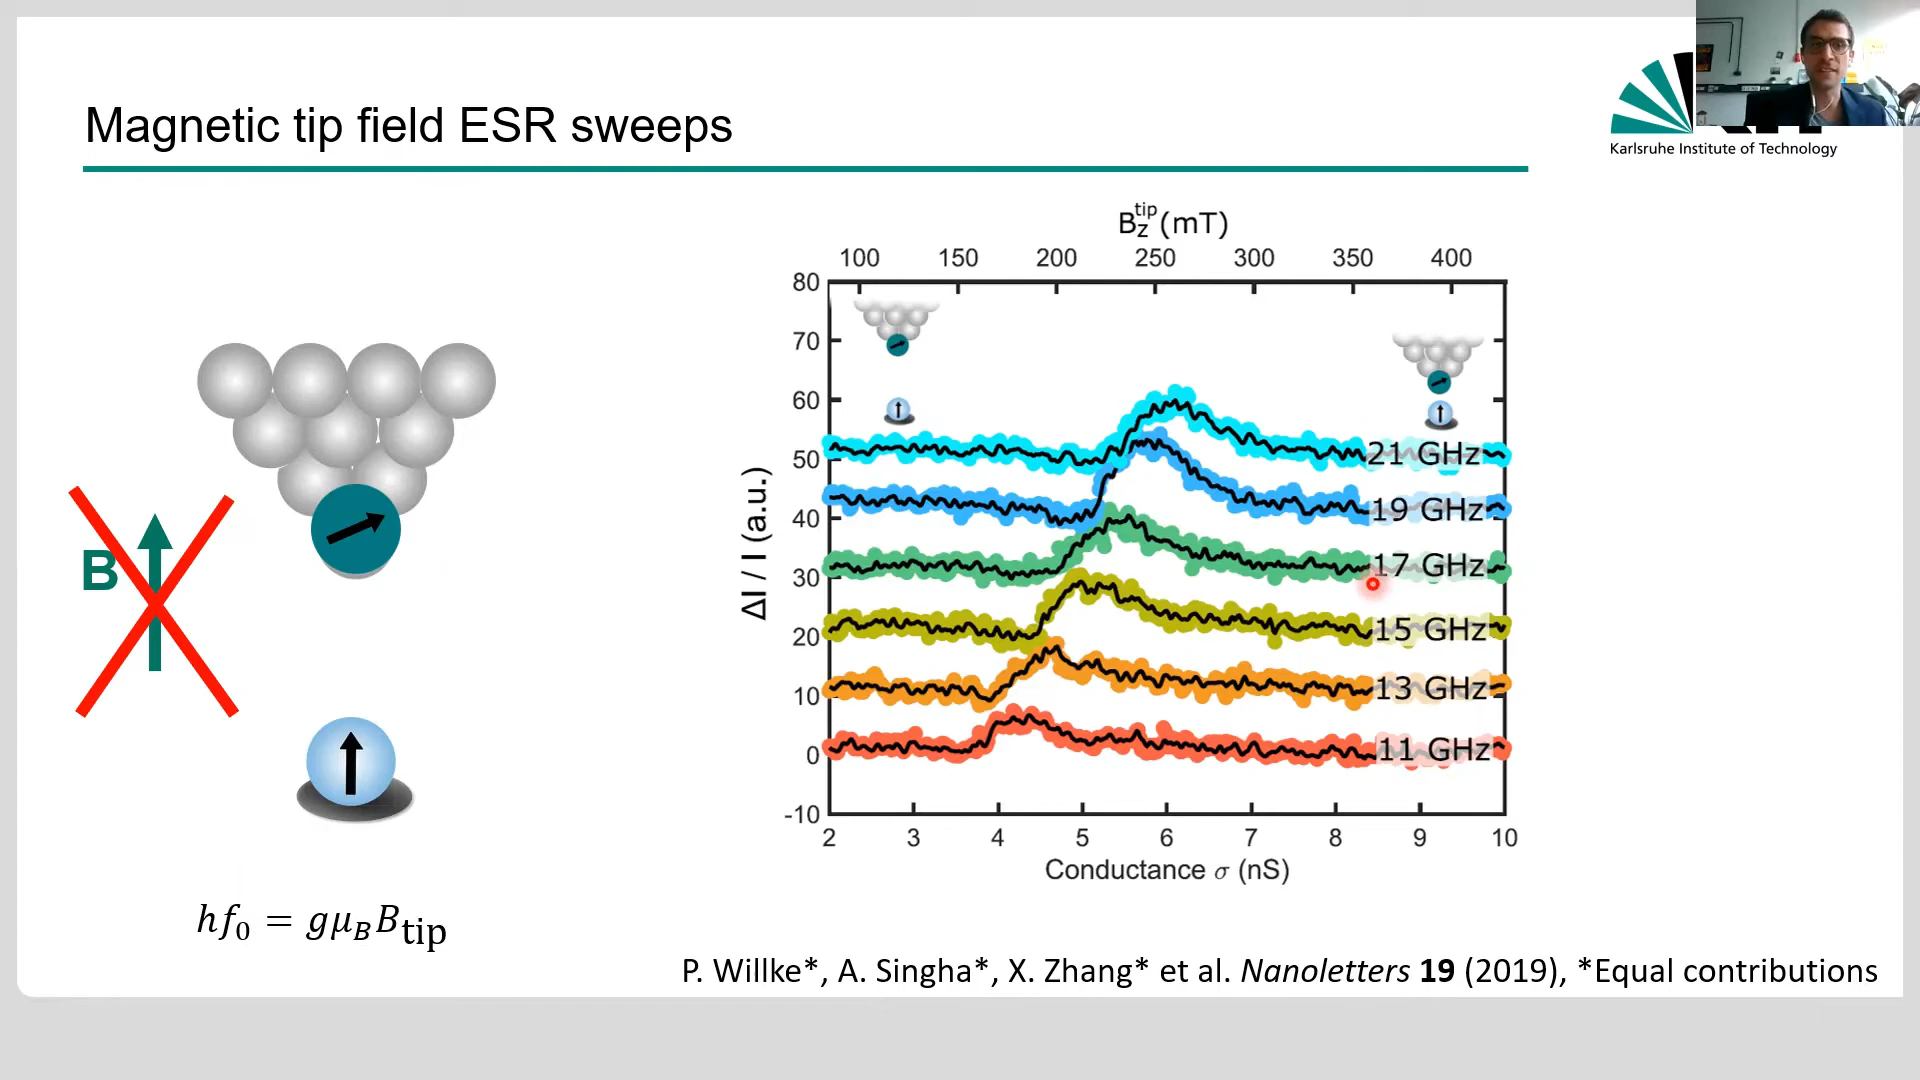 Magnetic tip field ESR sweeps
Karlsruhe Institute of Technology
B
hf₀ = gμ_B B_tip
B_z^tip (mT)
100 150 200 250 300 350 400
80
70
60
50
40
30
20
10
0
-10
ΔI / I (a.u.)
21 GHz
19 GHz
17 GHz
15 GHz
13 GHz
11 GHz
2 3 4 5 6 7 8 9 10
Conductance σ (nS)
P. Willke*, A. Singha*, X. Zhang* et al. Nanoletters 19 (2019), *Equal contributions